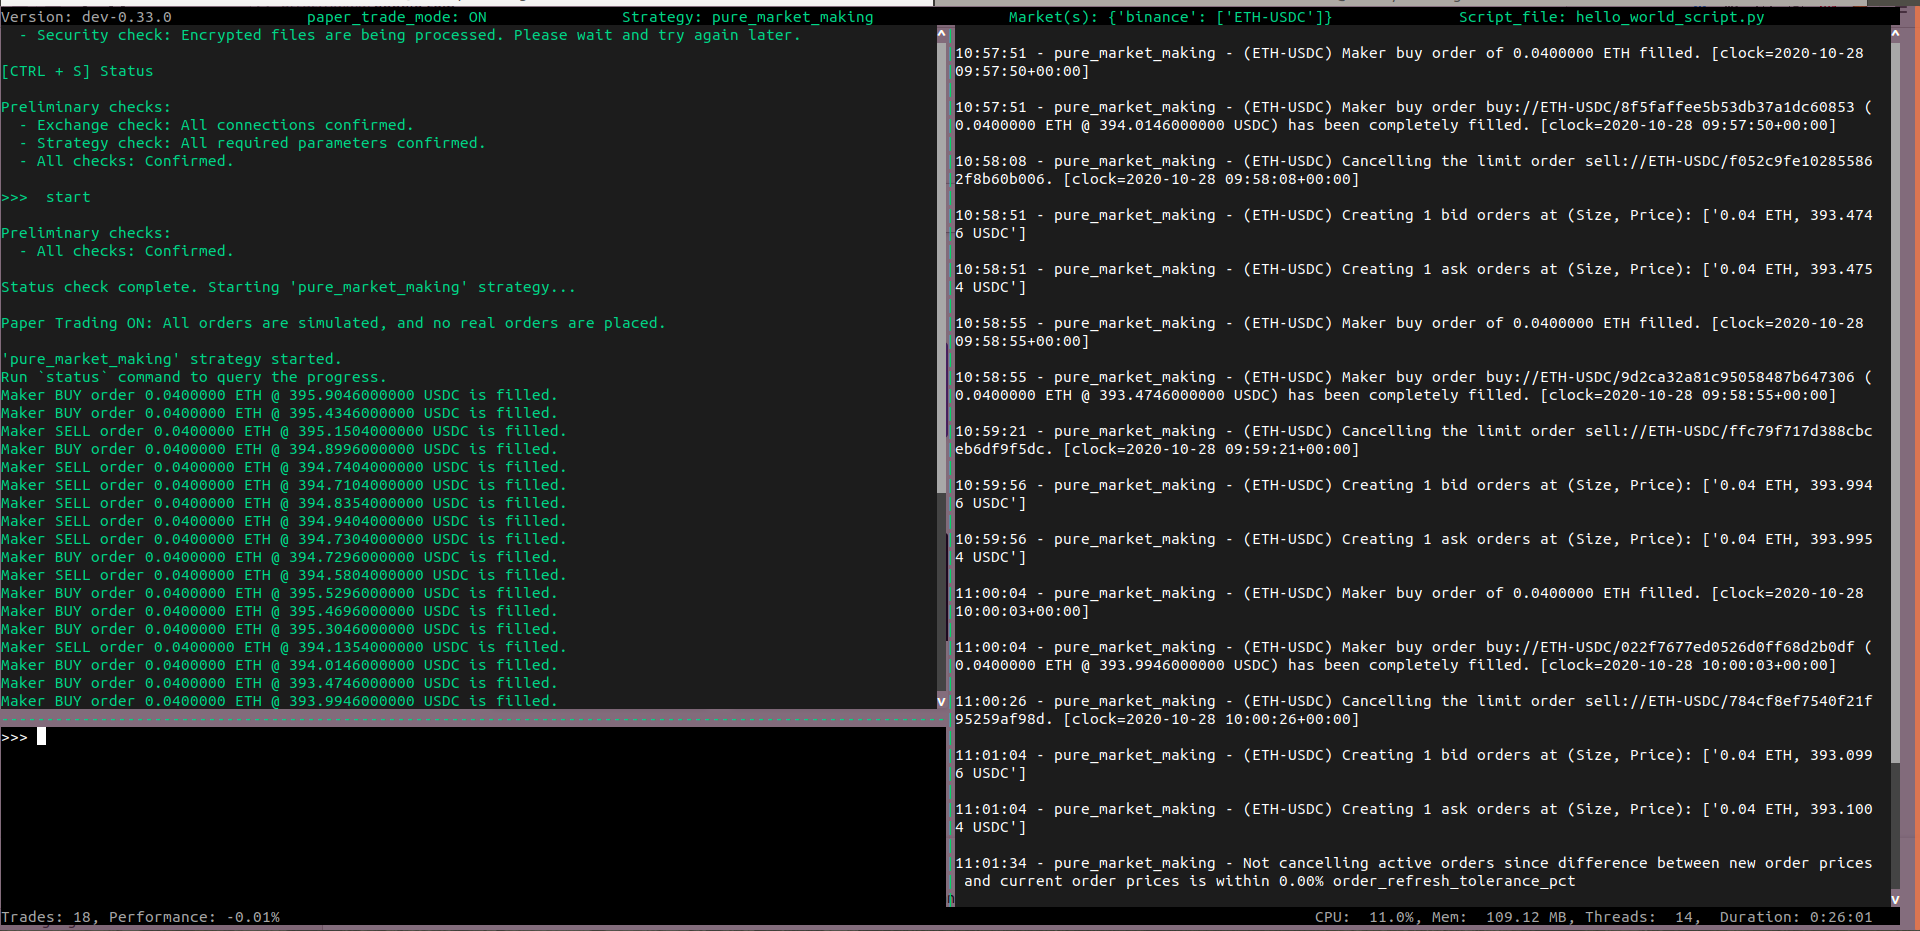 Version: dev-0.33.0 paper_trade_mode: ON Strategy: pure_market_making Market(s): {'binance': ['ETH-USDC']} Script_file: hello_world_script.py
- Security check: Encrypted files are being processed. Please wait and try again later.
[CTRL + S] Status
Preliminary checks:
- Exchange check: All connections confirmed.
- Strategy check: All required parameters confirmed.
- All checks: Confirmed.
>>> start
Preliminary checks:
- All checks: Confirmed.
Status check complete. Starting 'pure_market_making' strategy...
Paper Trading ON: All orders are simulated, and no real orders are placed.
'pure_market_making' strategy started.
Run `status` command to query the progress.
Maker BUY order 0.0400000 ETH @ 395.9046000000 USDC is filled.
Maker BUY order 0.0400000 ETH @ 395.4346000000 USDC is filled.
Maker SELL order 0.0400000 ETH @ 395.1504000000 USDC is filled.
Maker BUY order 0.0400000 ETH @ 394.8996000000 USDC is filled.
Maker SELL order 0.0400000 ETH @ 394.7404000000 USDC is filled.
Maker SELL order 0.0400000 ETH @ 394.7104000000 USDC is filled.
Maker SELL order 0.0400000 ETH @ 394.8354000000 USDC is filled.
Maker SELL order 0.0400000 ETH @ 394.9404000000 USDC is filled.
Maker SELL order 0.0400000 ETH @ 394.7304000000 USDC is filled.
Maker BUY order 0.0400000 ETH @ 394.7296000000 USDC is filled.
Maker SELL order 0.0400000 ETH @ 394.5804000000 USDC is filled.
Maker BUY order 0.0400000 ETH @ 395.5296000000 USDC is filled.
Maker BUY order 0.0400000 ETH @ 395.4696000000 USDC is filled.
Maker BUY order 0.0400000 ETH @ 395.3046000000 USDC is filled.
Maker SELL order 0.0400000 ETH @ 394.1354000000 USDC is filled.
Maker BUY order 0.0400000 ETH @ 394.0146000000 USDC is filled.
Maker BUY order 0.0400000 ETH @ 393.4746000000 USDC is filled.
Maker BUY order 0.0400000 ETH @ 393.9946000000 USDC is filled.
>>>
10:57:51 - pure_market_making - (ETH-USDC) Maker buy order of 0.0400000 ETH filled. [clock=2020-10-28
09:57:50+00:00]
10:57:51 - pure_market_making - (ETH-USDC) Maker buy order buy://ETH-USDC/8f5faffee5b53db37a1dc60853 (
0.0400000 ETH @ 394.0146000000 USDC) has been completely filled. [clock=2020-10-28 09:57:50+00:00]
10:58:08 - pure_market_making - (ETH-USDC) Cancelling the limit order sell://ETH-USDC/f052c9fe10285586
2f8b60b006. [clock=2020-10-28 09:58:08+00:00]
10:58:51 - pure_market_making - (ETH-USDC) Creating 1 bid orders at (Size, Price): ['0.04 ETH, 393.474
6 USDC']
10:58:51 - pure_market_making - (ETH-USDC) Creating 1 ask orders at (Size, Price): ['0.04 ETH, 393.475
4 USDC']
10:58:55 - pure_market_making - (ETH-USDC) Maker buy order of 0.0400000 ETH filled. [clock=2020-10-28
09:58:55+00:00]
10:58:55 - pure_market_making - (ETH-USDC) Maker buy order buy://ETH-USDC/9d2ca32a81c95058487b647306 (
0.0400000 ETH @ 393.4746000000 USDC) has been completely filled. [clock=2020-10-28 09:58:55+00:00]
10:59:21 - pure_market_making - (ETH-USDC) Cancelling the limit order sell://ETH-USDC/ffc79f717d388cbc
eb6df9f5dc. [clock=2020-10-28 09:59:21+00:00]
10:59:56 - pure_market_making - (ETH-USDC) Creating 1 bid orders at (Size, Price): ['0.04 ETH, 393.994
6 USDC']
10:59:56 - pure_market_making - (ETH-USDC) Creating 1 ask orders at (Size, Price): ['0.04 ETH, 393.995
4 USDC']
11:00:04 - pure_market_making - (ETH-USDC) Maker buy order of 0.0400000 ETH filled. [clock=2020-10-28
10:00:03+00:00]
11:00:04 - pure_market_making - (ETH-USDC) Maker buy order buy://ETH-USDC/022f7677ed0526d0ff68d2b0df (
0.0400000 ETH @ 393.9946000000 USDC) has been completely filled. [clock=2020-10-28 10:00:03+00:00]
11:00:26 - pure_market_making - (ETH-USDC) Cancelling the limit order sell://ETH-USDC/784cf8ef7540f21f
95259af98d. [clock=2020-10-28 10:00:26+00:00]
11:01:04 - pure_market_making - (ETH-USDC) Creating 1 bid orders at (Size, Price): ['0.04 ETH, 393.099
6 USDC']
11:01:04 - pure_market_making - (ETH-USDC) Creating 1 ask orders at (Size, Price): ['0.04 ETH, 393.100
4 USDC']
11:01:34 - pure_market_making - Not cancelling active orders since difference between new order prices
and current order prices is within 0.00% order_refresh_tolerance_pct
Trades: 18, Performance: -0.01% CPU: 11.0%, Mem: 109.12 MB, Threads: 14, Duration: 0:26:01